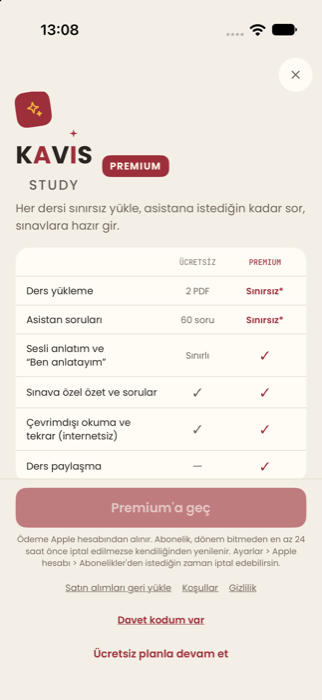 13:08
KAVIS
PREMIUM
STUDY
Her dersi sınırsız yükle, asistana istediğin kadar sor,
sınavlara hazır gir.
ÜCRETSİZ PREMIUM
Ders yükleme 2 PDF Sınırsız*
Asistan soruları 60 soru Sınırsız*
Sesli anlatım ve
"Ben anlatayım" Sınırlı ✓
Sınava özel özet ve sorular ✓ ✓
Çevrimdışı okuma ve
tekrar (internetsiz) ✓ ✓
Ders paylaşma — ✓
Premium'a geç
Ödeme Apple hesabından alınır. Abonelik, dönem bitmeden en az 24
saat önce iptal edilmezse kendiliğinden yenilenir. Ayarlar > Apple
hesabı > Abonelikler'den istediğin zaman iptal edebilirsin.
Satın alımları geri yükle Koşullar Gizlilik
Davet kodum var
Ücretsiz planla devam et